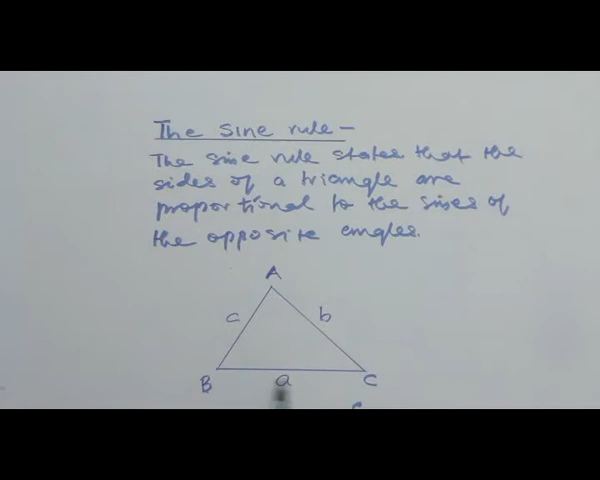 The sine rule -
The sine rule states that the
sides of a triangle are
proportional to the sines of
the opposite angles.
A
c b
B a C